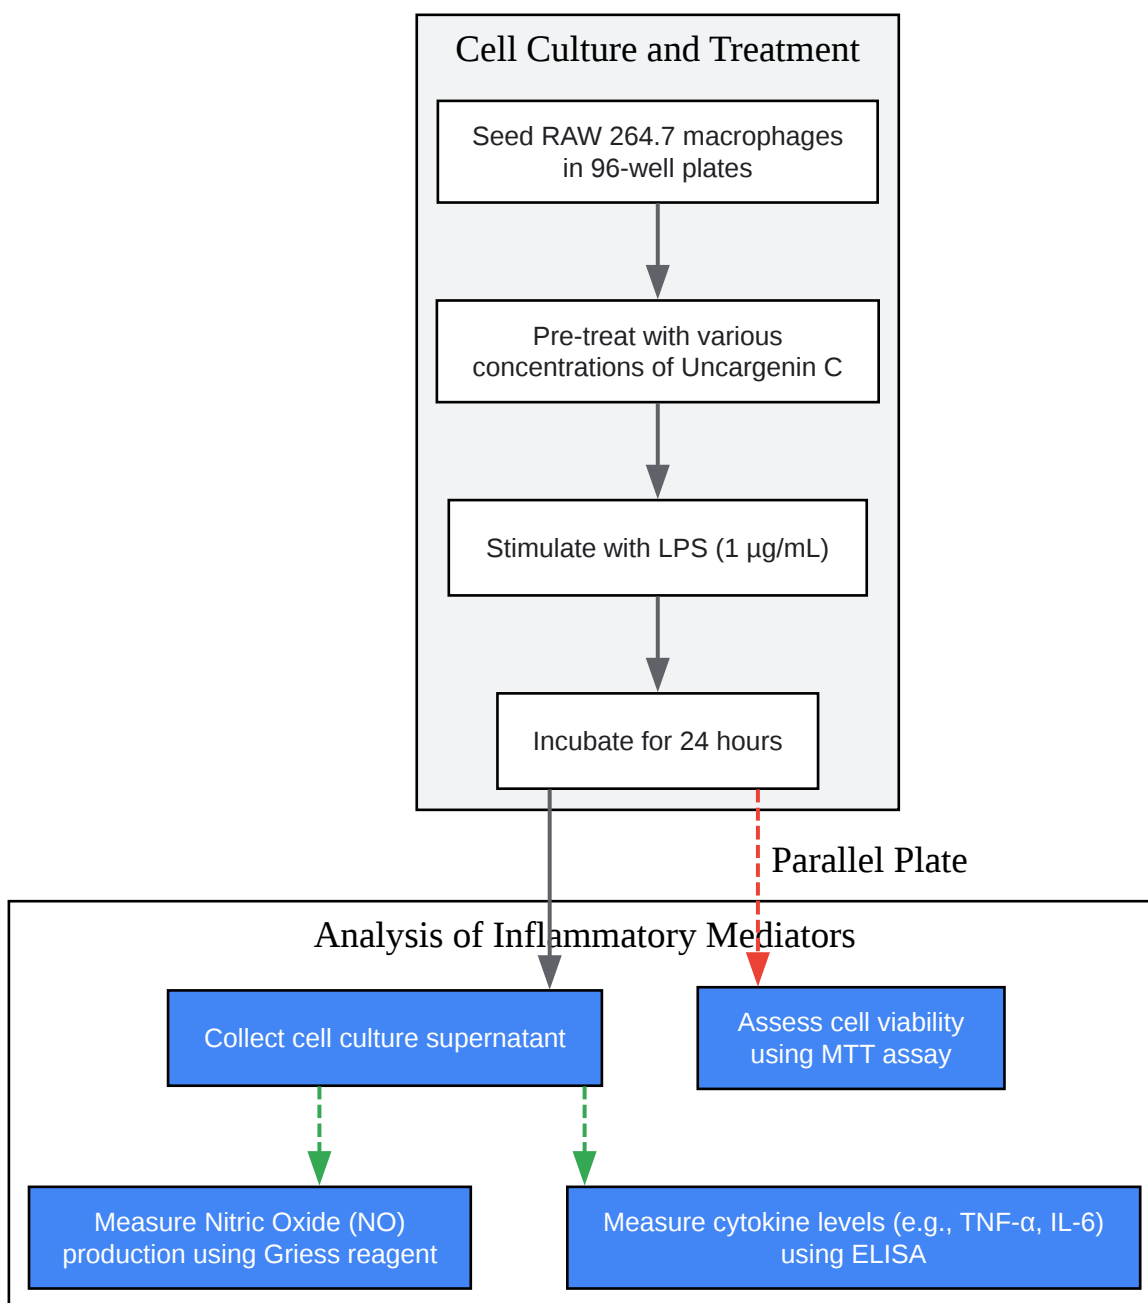 Cell Culture and Treatment
Seed RAW 264.7 macrophages
in 96-well plates
Pre-treat with various
concentrations of Uncargenin C
Stimulate with LPS (1 µg/mL)
Incubate for 24 hours
Parallel Plate
Analysis of Inflammatory Mediators
Collect cell culture supernatant
Assess cell viability
using MTT assay
Measure Nitric Oxide (NO)
production using Griess reagent
Measure cytokine levels (e.g., TNF-α, IL-6)
using ELISA